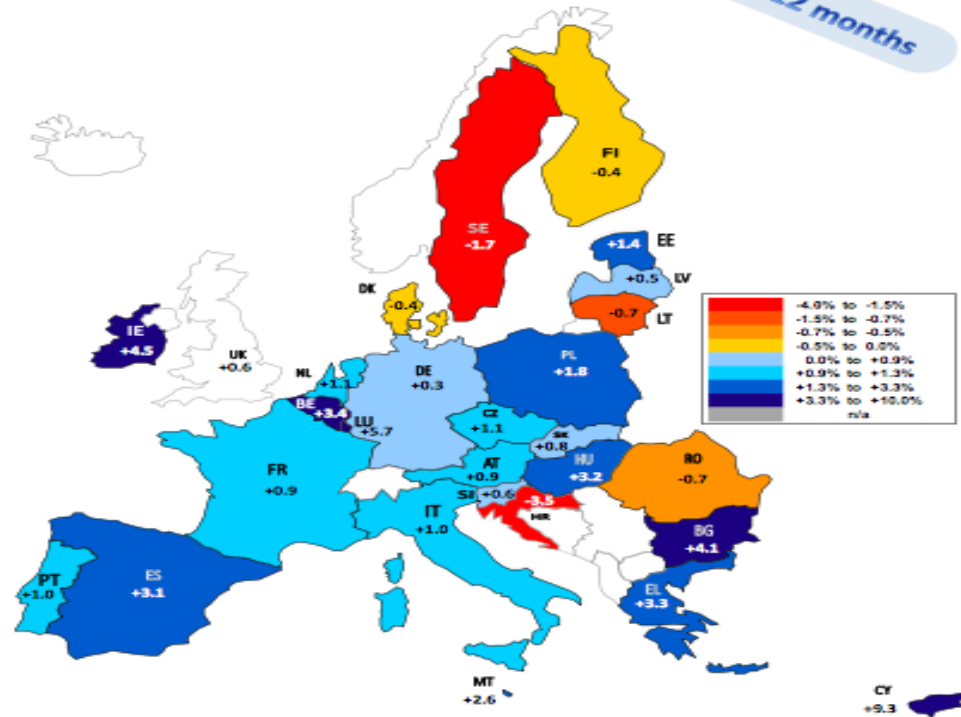 22 months
FI
-0.4
SE
-1.7
+1.4 EE
+0.5 LV
-0.7 LT
DK
-0.4
IE
+4.5
UK
+0.6
NL
+1.1
BE
+3.4
LU
+5.7
DE
+0.3
PL
+1.8
CZ
+1.1
SK
+0.8
AT
+0.9
HU
+3.2
SI +0.6
-3.5
HR
RO
-0.7
BG
+4.1
FR
+0.9
IT
+1.0
PT
+1.0
ES
+3.1
EL
+3.3
MT
+2.6
CY
+9.3
-4.0% to -1.5%
-1.5% to -0.7%
-0.7% to -0.5%
-0.5% to 0.0%
0.0% to +0.9%
+0.9% to +1.3%
+1.3% to +3.3%
+3.3% to +10.0%
n/a